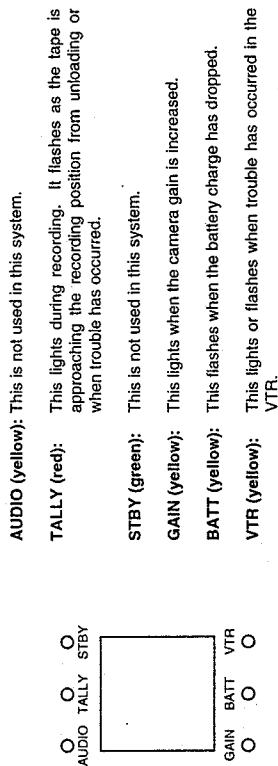 AUDIO TALLY STBY
GAIN BATT VTR
AUDIO (yellow): This is not used in this system.
TALLY (red): This lights during recording. It flashes as the tape is
approaching the recording position from unloading or
when trouble has occurred.
STBY (green): This is not used in this system.
GAIN (yellow): This lights when the camera gain is increased.
BATT (yellow): This flashes when the battery charge has dropped.
VTR (yellow): This lights or flashes when trouble has occurred in the
VTR.